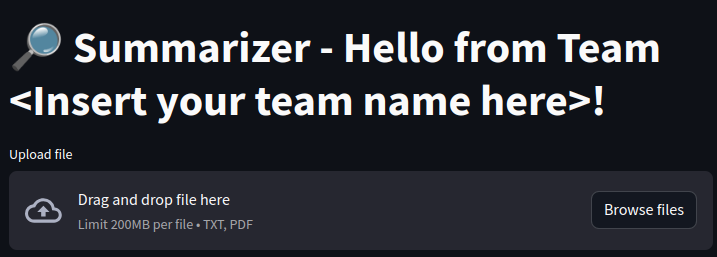 🔎 Summarizer - Hello from Team
<Insert your team name here>!
Upload file
Drag and drop file here
Limit 200MB per file • TXT, PDF
Browse files